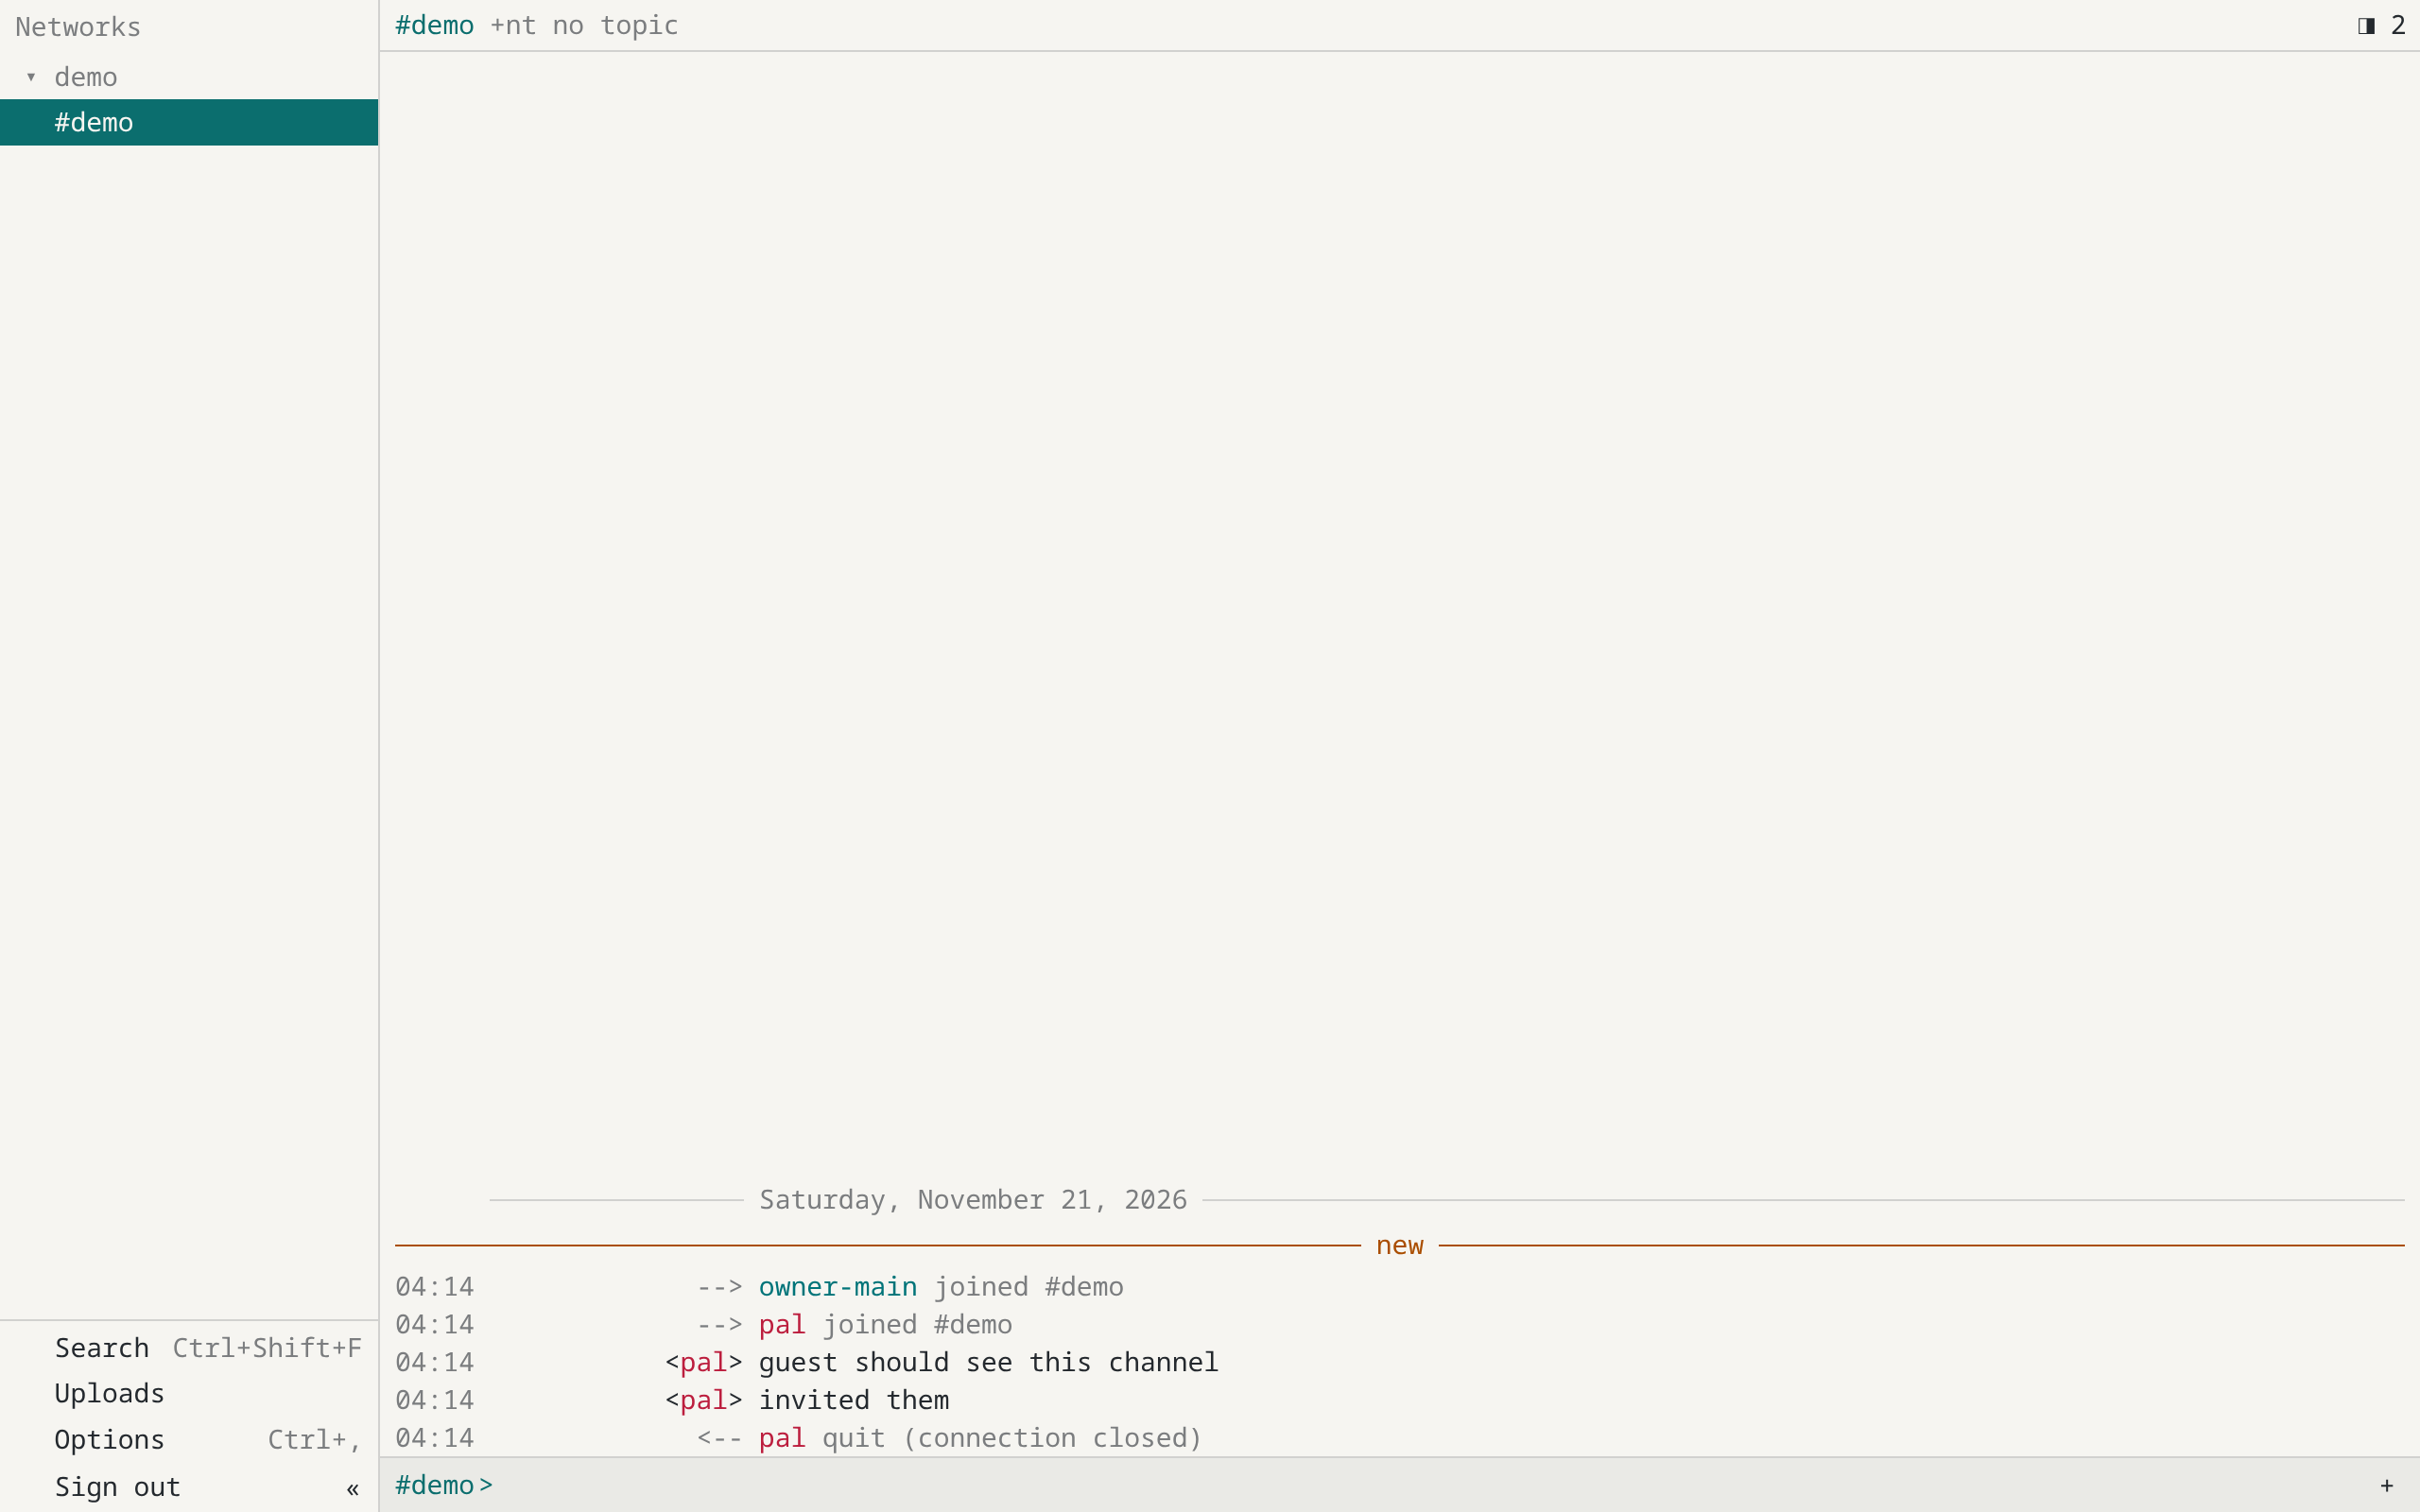 Networks
▾ demo
#demo
Search Ctrl+Shift+F
Uploads
Options Ctrl+,
Sign out «
#demo +nt no topic
◨ 2
Saturday, November 21, 2026
new
04:14 --> owner-main joined #demo
04:14 --> pal joined #demo
04:14 <pal> guest should see this channel
04:14 <pal> invited them
04:14 <-- pal quit (connection closed)
#demo> +